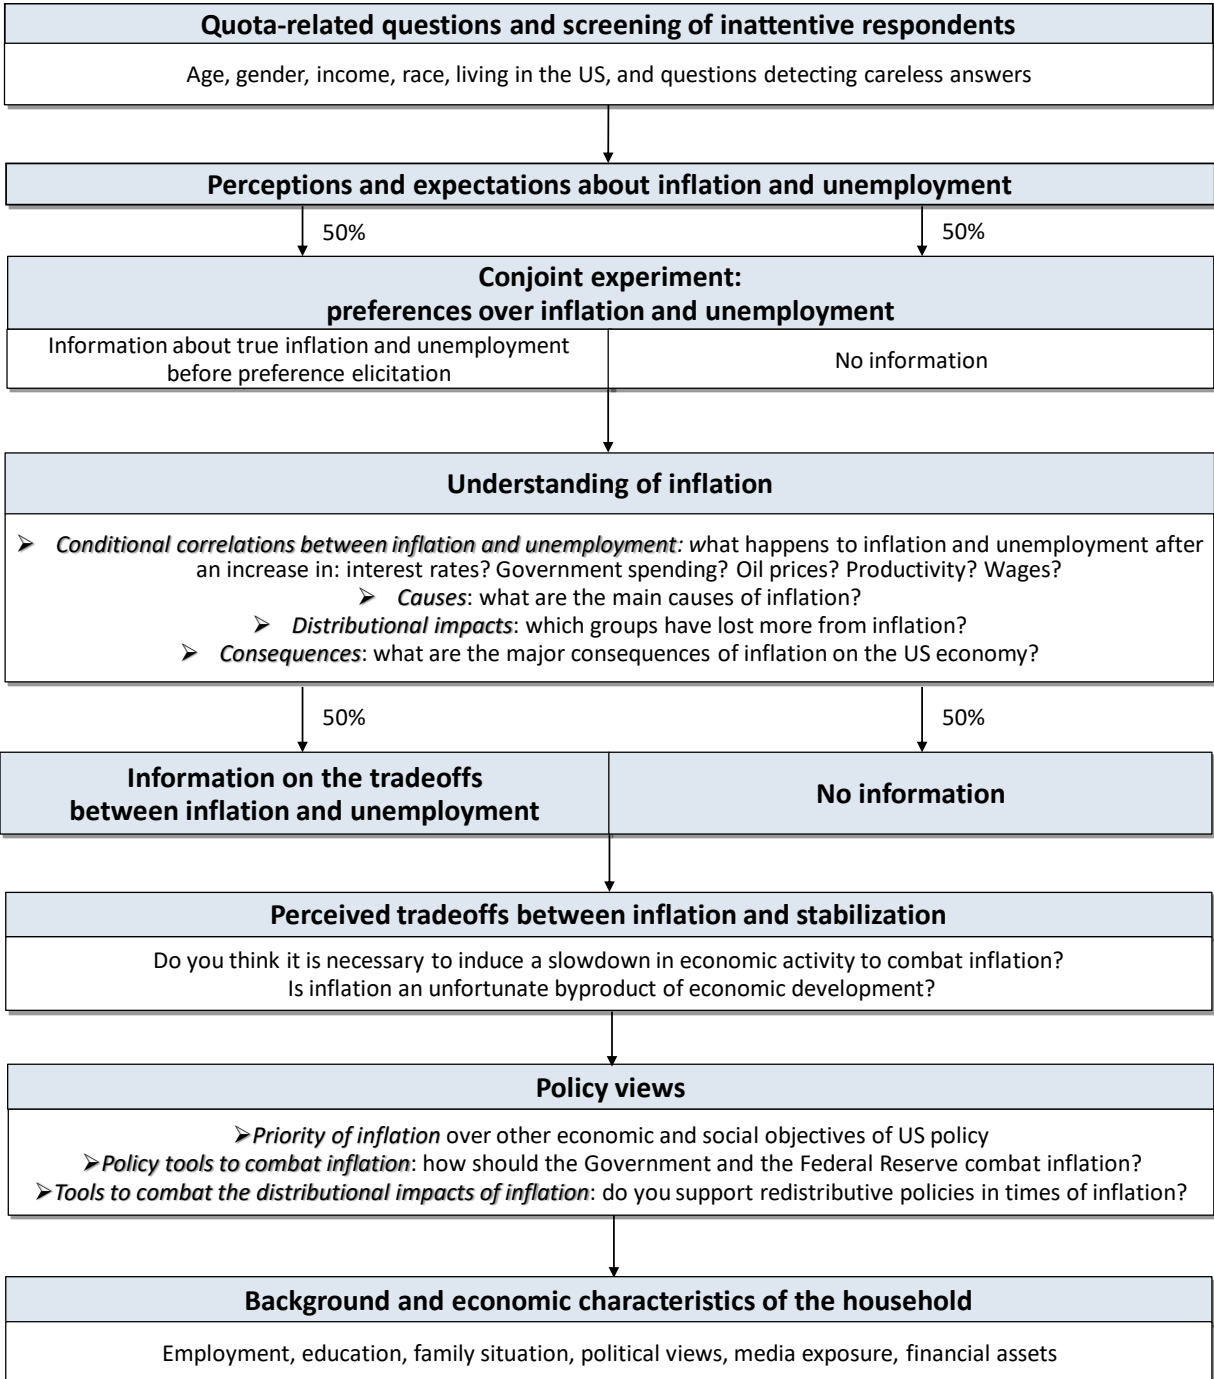 Quota-related questions and screening of inattentive respondents
Age, gender, income, race, living in the US, and questions detecting careless answers
Perceptions and expectations about inflation and unemployment
50%
50%
Conjoint experiment:
preferences over inflation and unemployment
Information about true inflation and unemployment
before preference elicitation
No information
Understanding of inflation
➢ Conditional correlations between inflation and unemployment: what happens to inflation and unemployment after
an increase in: interest rates? Government spending? Oil prices? Productivity? Wages?
➢ Causes: what are the main causes of inflation?
➢ Distributional impacts: which groups have lost more from inflation?
➢ Consequences: what are the major consequences of inflation on the US economy?
50%
50%
Information on the tradeoffs
between inflation and unemployment
No information
Perceived tradeoffs between inflation and stabilization
Do you think it is necessary to induce a slowdown in economic activity to combat inflation?
Is inflation an unfortunate byproduct of economic development?
Policy views
➢Priority of inflation over other economic and social objectives of US policy
➢Policy tools to combat inflation: how should the Government and the Federal Reserve combat inflation?
➢Tools to combat the distributional impacts of inflation: do you support redistributive policies in times of inflation?
Background and economic characteristics of the household
Employment, education, family situation, political views, media exposure, financial assets